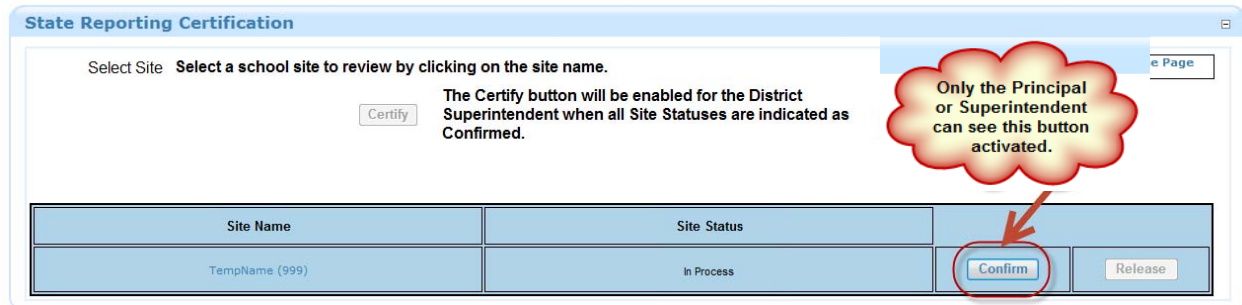 State Reporting Certification
Select Site Select a school site to review by clicking on the site name.
e Page
Certify
The Certify button will be enabled for the District
Superintendent when all Site Statuses are indicated as
Confirmed.
Only the Principal
or Superintendent
can see this button
activated.
Site Name Site Status
TempName (999) In Process Confirm Release